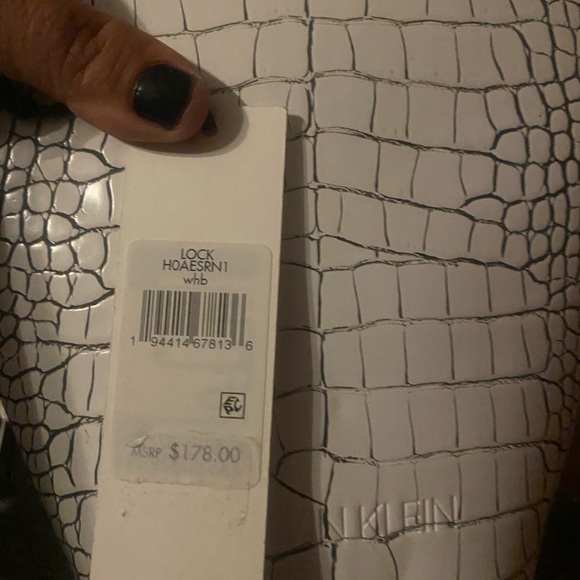 LOCK
H0AESRN1
whb
1 94414 67813 6
MSRP $178.00
N KLEIN